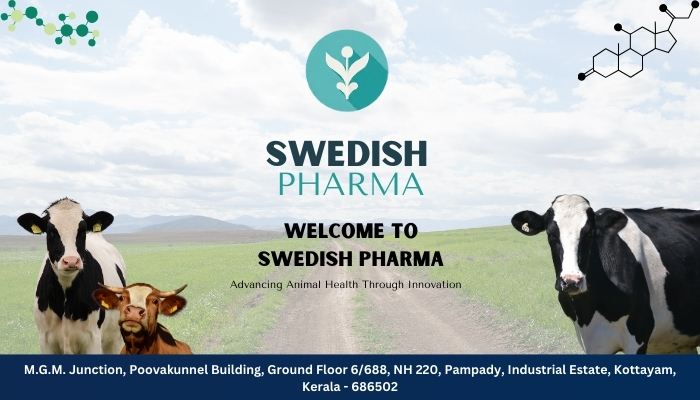 SWEDISH
PHARMA
WELCOME TO
SWEDISH PHARMA
Advancing Animal Health Through Innovation
M.G.M. Junction, Poovakunnel Building, Ground Floor 6/688, NH 220, Pampady, Industrial Estate, Kottayam,
Kerala - 686502